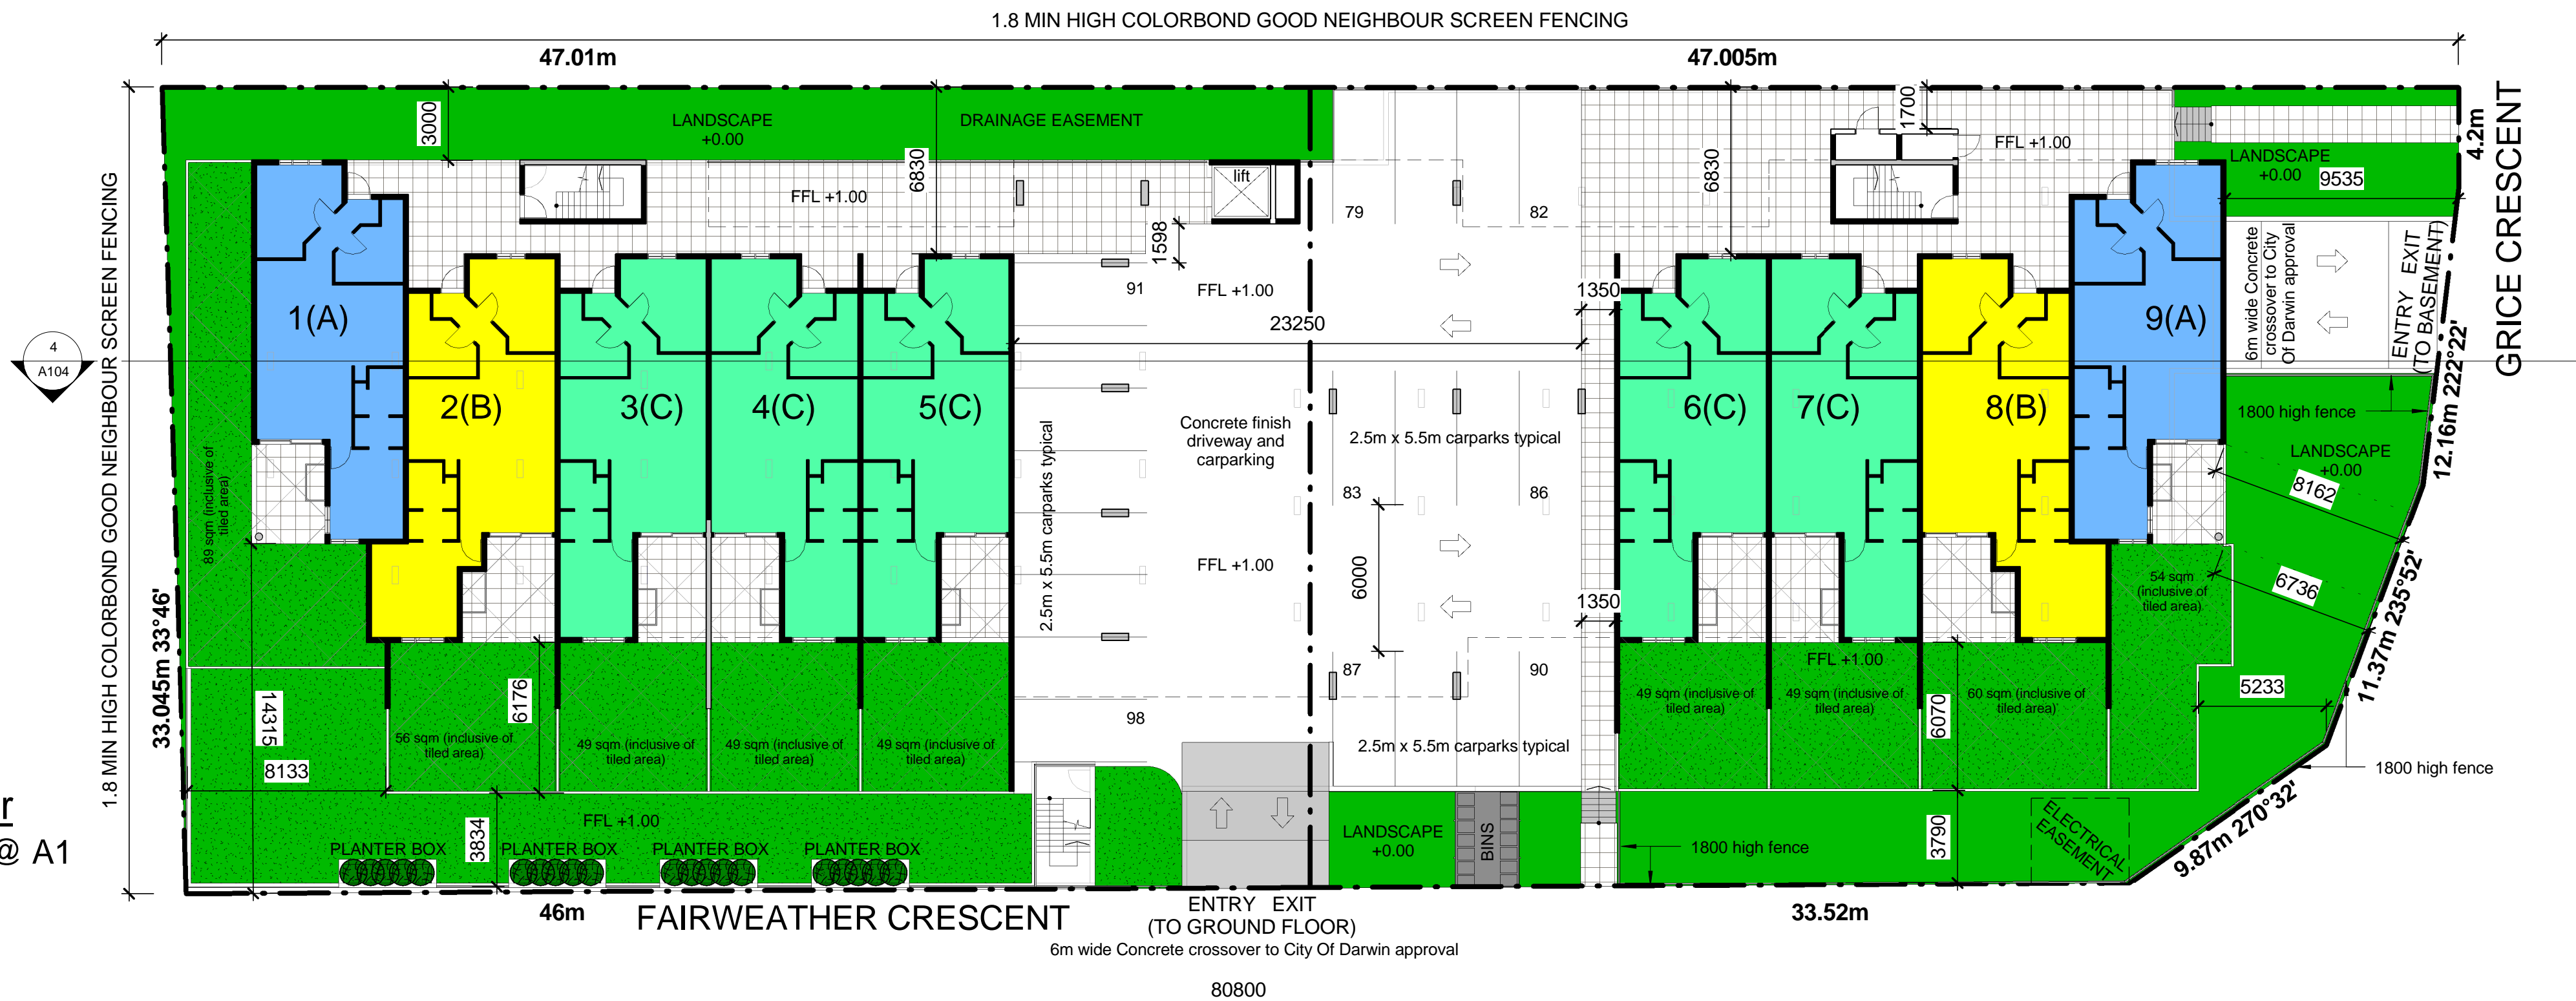 1.8 MIN HIGH COLORBOND GOOD NEIGHBOUR SCREEN FENCING
47.01m
47.005m
1.8 MIN HIGH COLORBOND GOOD NEIGHBOUR SCREEN FENCING
33.045m 33°46'
4
A104
r
@ A1
3000
LANDSCAPE
+0.00
DRAINAGE EASEMENT
6830
FFL +1.00
lift
1598
79
82
6830
1700
FFL +1.00
LANDSCAPE
+0.00
9535
4.2m
GRICE CRESCENT
6m wide Concrete
crossover to City
Of Darwin approval
ENTRY EXIT
(TO BASEMENT)
12.16m 222°22'
1(A)
2(B)
3(C)
4(C)
5(C)
6(C)
7(C)
8(B)
9(A)
91
FFL +1.00
23250
1350
Concrete finish
driveway and
carparking
2.5m x 5.5m carparks typical
2.5m x 5.5m carparks typical
83
86
6000
FFL +1.00
1350
87
90
98
2.5m x 5.5m carparks typical
1800 high fence
LANDSCAPE
+0.00
8162
6736
11.37m 235°52'
5233
1800 high fence
9.87m 270°32'
89 sqm (inclusive of
tiled area)
14315
8133
6176
56 sqm (inclusive of
tiled area)
49 sqm (inclusive of
tiled area)
49 sqm (inclusive of
tiled area)
49 sqm (inclusive of
tiled area)
49 sqm (inclusive of
tiled area)
FFL +1.00
49 sqm (inclusive of
tiled area)
60 sqm (inclusive of
tiled area)
6070
54 sqm
(inclusive of
tiled area)
3834
FFL +1.00
PLANTER BOX
PLANTER BOX
PLANTER BOX
PLANTER BOX
LANDSCAPE
+0.00
BINS
1800 high fence
3790
ELECTRICAL
EASEMENT
46m
FAIRWEATHER CRESCENT
ENTRY EXIT
(TO GROUND FLOOR)
6m wide Concrete crossover to City Of Darwin approval
33.52m
80800